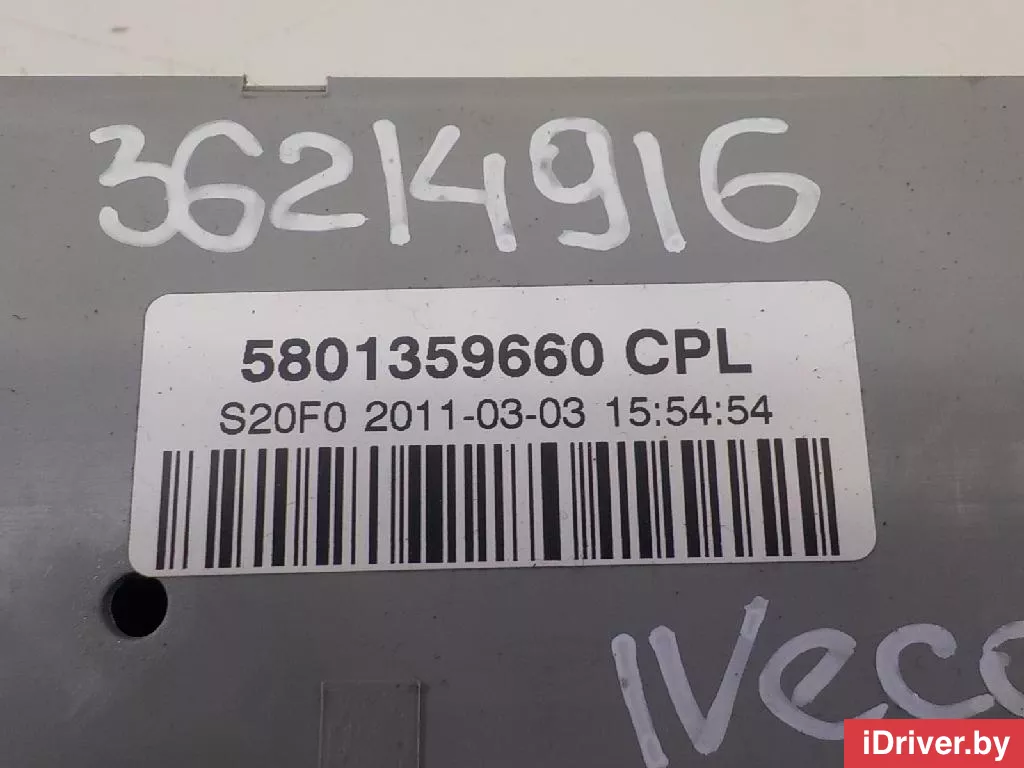 36214916
5801359660 CPL
S20F0 2011-03-03 15:54:54
IVeco
iDriver.by